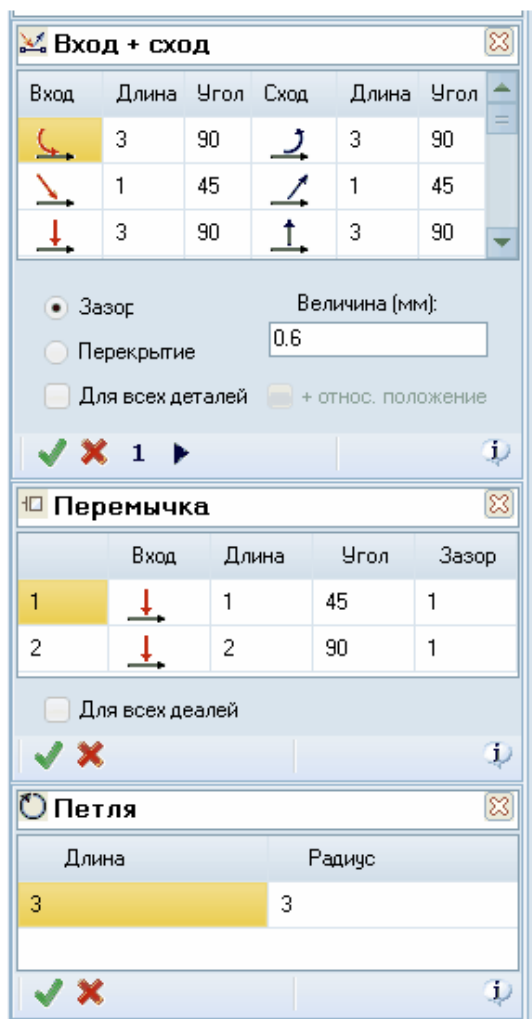 Вход + сход
Вход Длина Угол Сход Длина Угол
3 90 3 90
1 45 1 45
3 90 3 90
Зазор Величина (мм):
0.6
Перекрытие
Для всех деталей + относ. положение
1
Перемычка
Вход Длина Угол Зазор
1 1 45 1
2 2 90 1
Для всех деалей
Петля
Длина Радиус
3 3